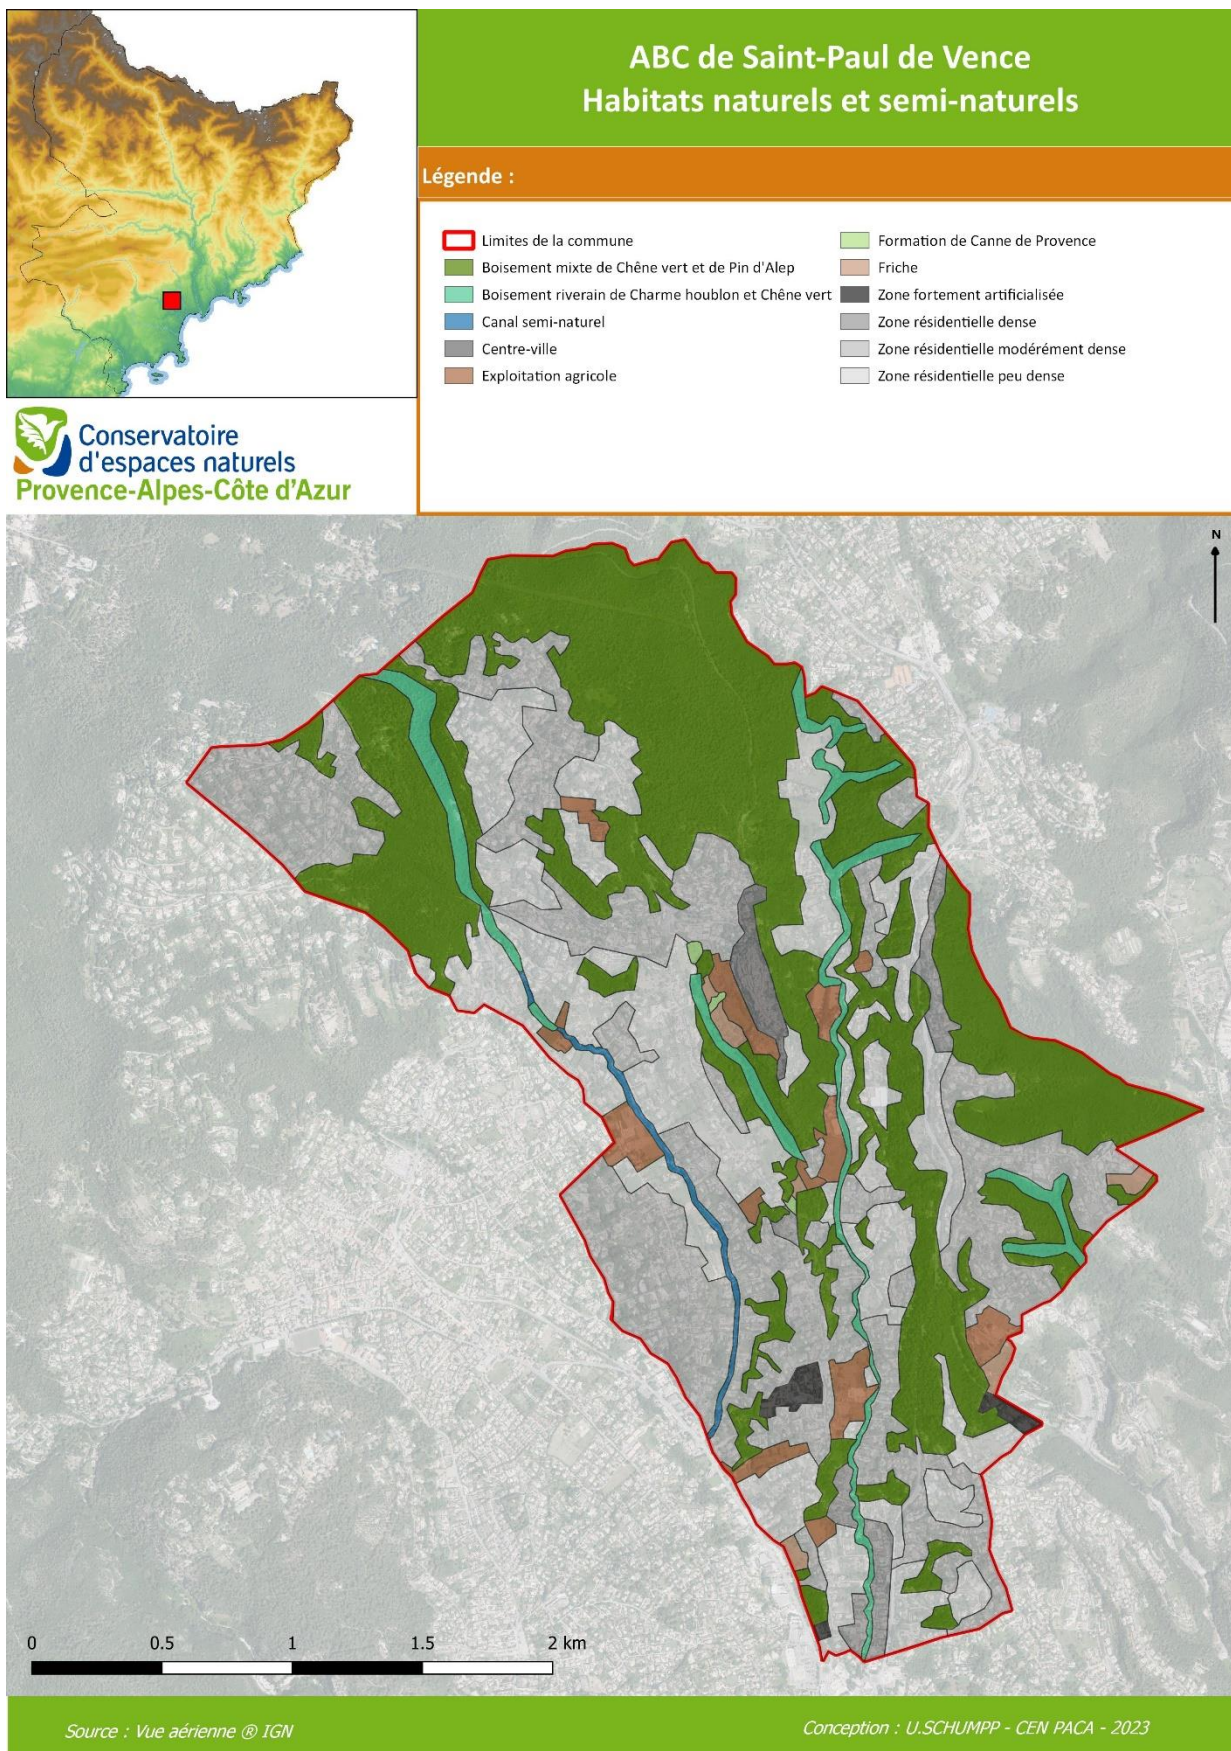 ABC de Saint-Paul de Vence
Habitats naturels et semi-naturels
Légende :
Limites de la commune
Boisement mixte de Chêne vert et de Pin d'Alep
Boisement riverain de Charme houblon et Chêne vert
Canal semi-naturel
Centre-ville
Exploitation agricole
Formation de Canne de Provence
Friche
Zone fortement artificialisée
Zone résidentielle dense
Zone résidentielle modérément dense
Zone résidentielle peu dense
Conservatoire
d'espaces naturels
Provence-Alpes-Côte d'Azur
N
0 0.5 1 1.5 2 km
Source : Vue aérienne ® IGN
Conception : U.SCHUMPP - CEN PACA - 2023